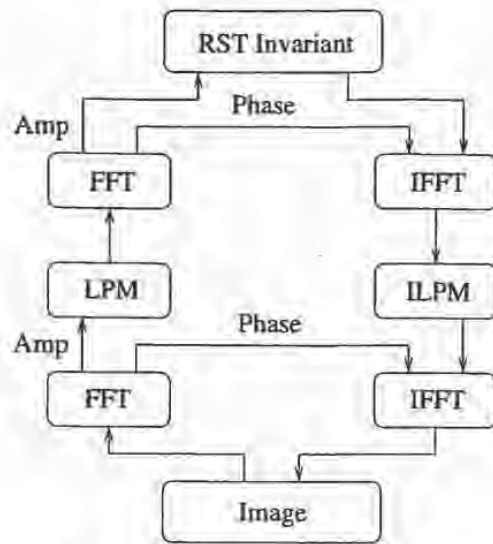 RST Invariant
Amp
Phase
FFT
IFFT
LPM
ILPM
Amp
Phase
FFT
IFFT
Image